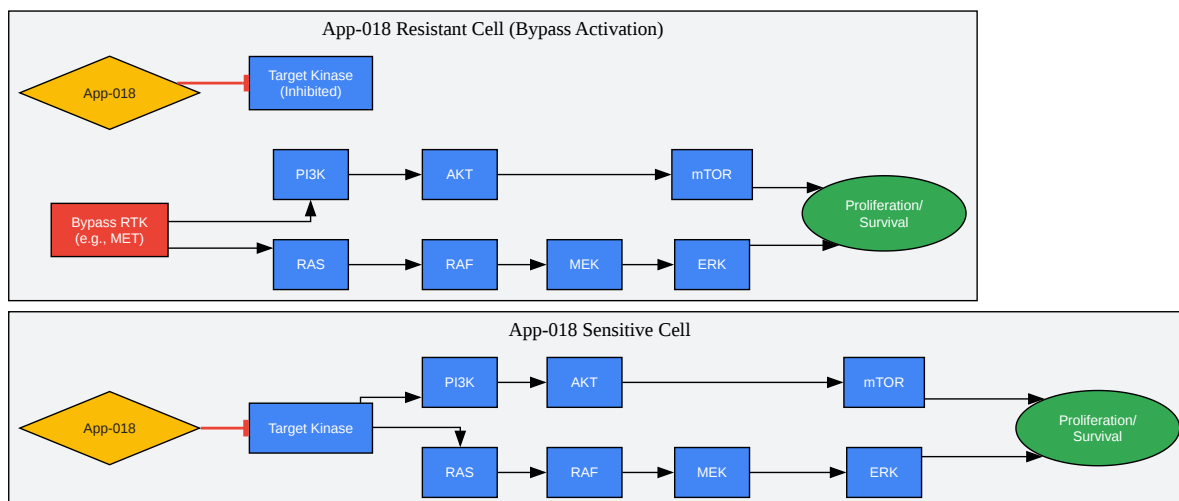 App-018 Resistant Cell (Bypass Activation)
App-018
Target Kinase
(Inhibited)
PI3K
AKT
mTOR
Bypass RTK
(e.g., MET)
Proliferation/
Survival
RAS
RAF
MEK
ERK
App-018 Sensitive Cell
PI3K
AKT
mTOR
App-018
Target Kinase
Proliferation/
Survival
RAS
RAF
MEK
ERK